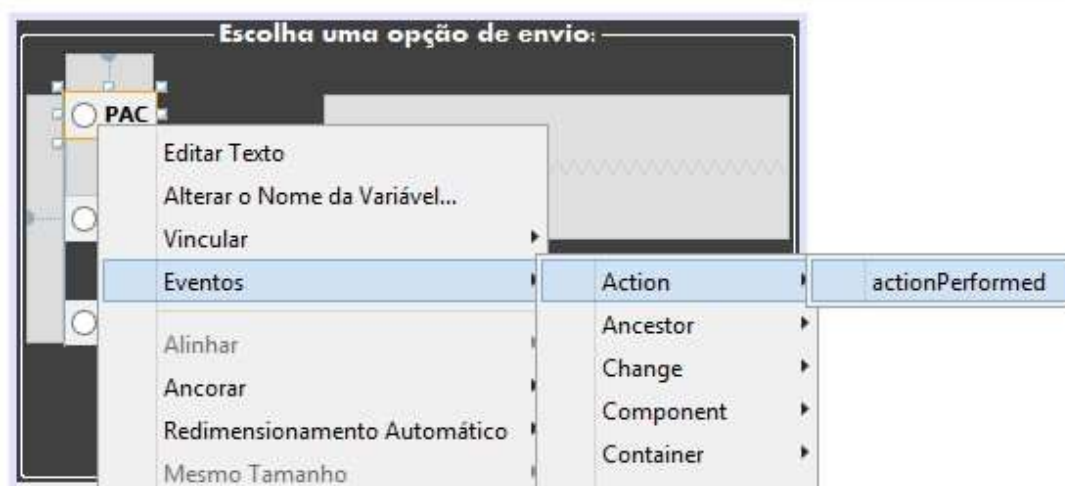 Escolha uma opção de envio:
PAC
Editar Texto
Alterar o Nome da Variável...
Vincular
Eventos
Alinhar
Ancorar
Redimensionamento Automático
Mesmo Tamanho
Action
Ancestor
Change
Component
Container
actionPerformed